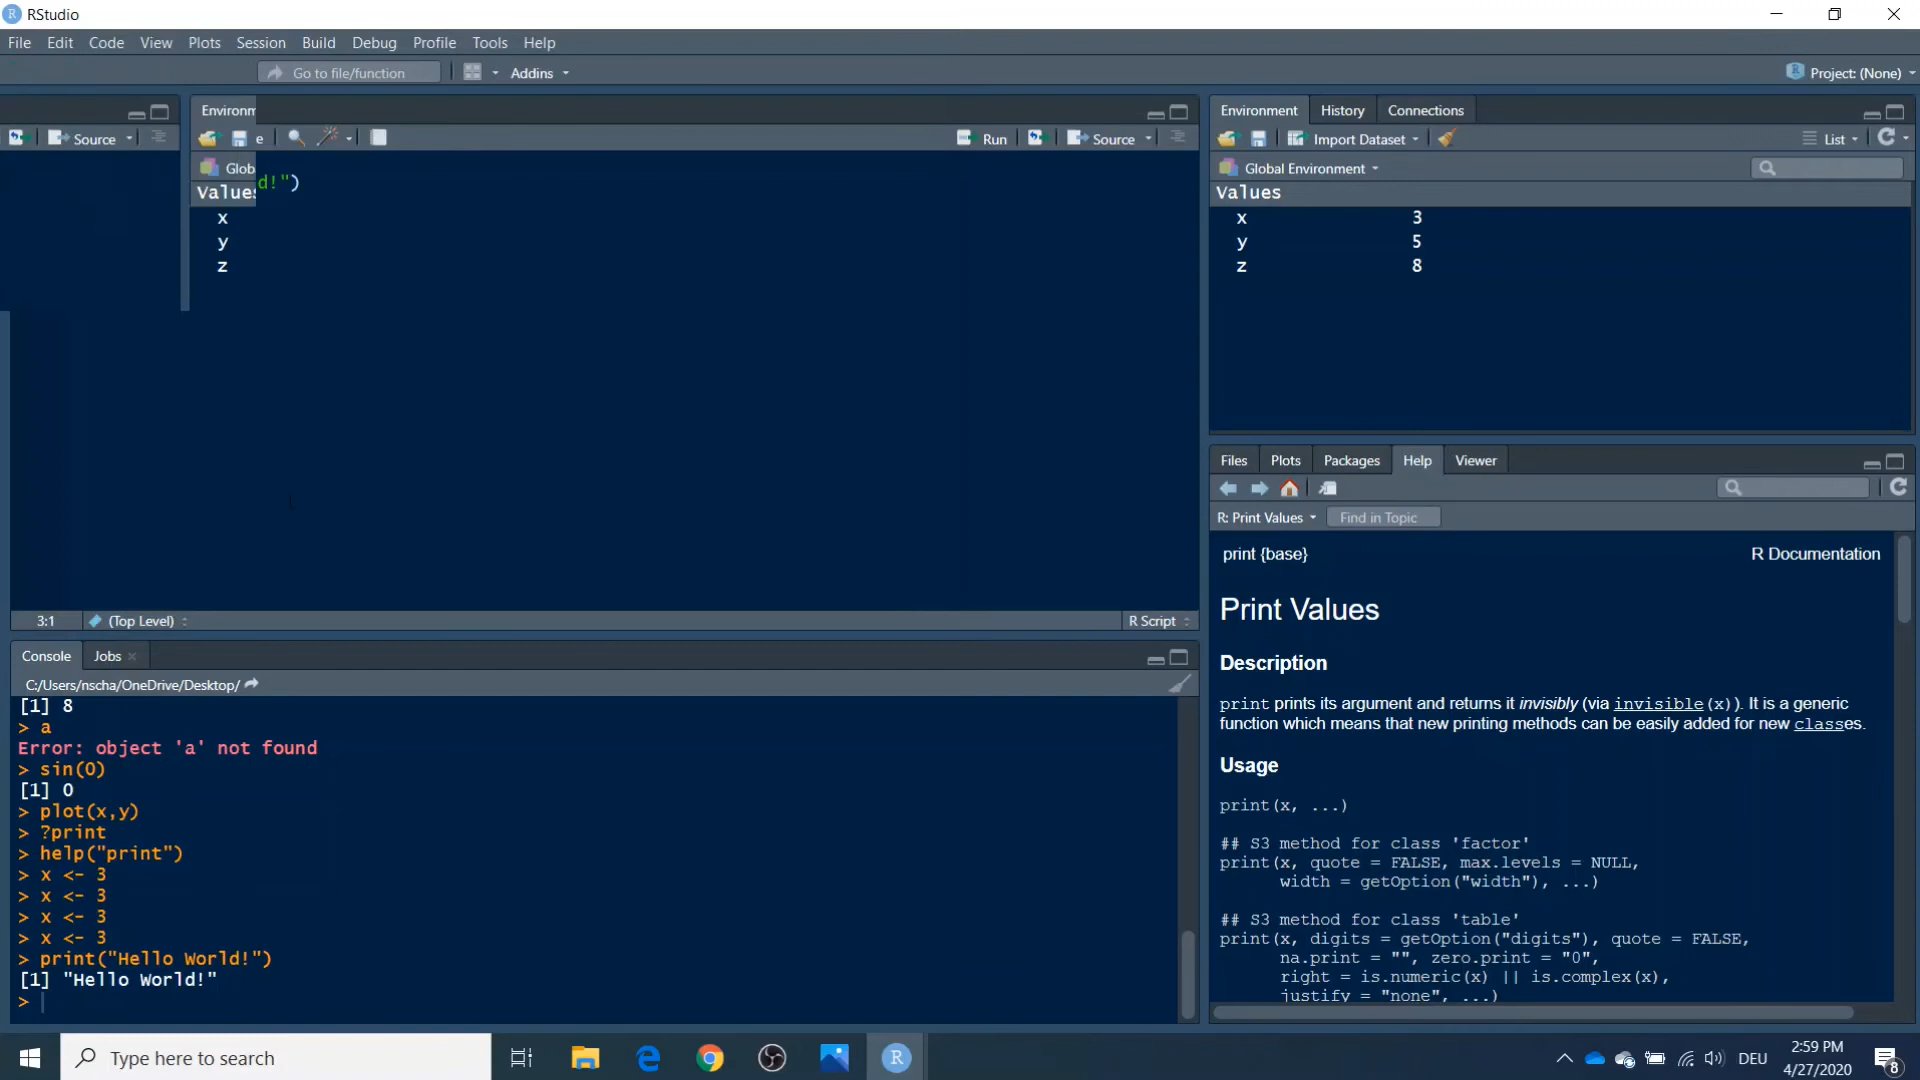 RStudio
File Edit Code View Plots Session Build Debug Profile Tools Help
Go to file/function Addins Project: (None)
Source
Environm
e Run Source
Glob
d!")
Values
x
y
z
Environment History Connections
Import Dataset List
Global Environment
Values
x 3
y 5
z 8
3:1 (Top Level) R Script
Console Jobs
C:/Users/nscha/OneDrive/Desktop/
[1] 8
> a
Error: object 'a' not found
> sin(0)
[1] 0
> plot(x,y)
> ?print
> help("print")
> x <- 3
> x <- 3
> x <- 3
> x <- 3
> print("Hello World!")
[1] "Hello World!"
>
Files Plots Packages Help Viewer
R: Print Values Find in Topic
print {base} R Documentation
Print Values
Description
print prints its argument and returns it invisibly (via invisible(x)). It is a generic
function which means that new printing methods can be easily added for new classes.
Usage
print(x, ...)
## S3 method for class 'factor'
print(x, quote = FALSE, max.levels = NULL,
width = getOption("width"), ...)
## S3 method for class 'table'
print(x, digits = getOption("digits"), quote = FALSE,
na.print = "", zero.print = "0",
right = is.numeric(x) || is.complex(x),
justify = "none", ...)
Type here to search
R
DEU
2:59 PM
4/27/2020
8